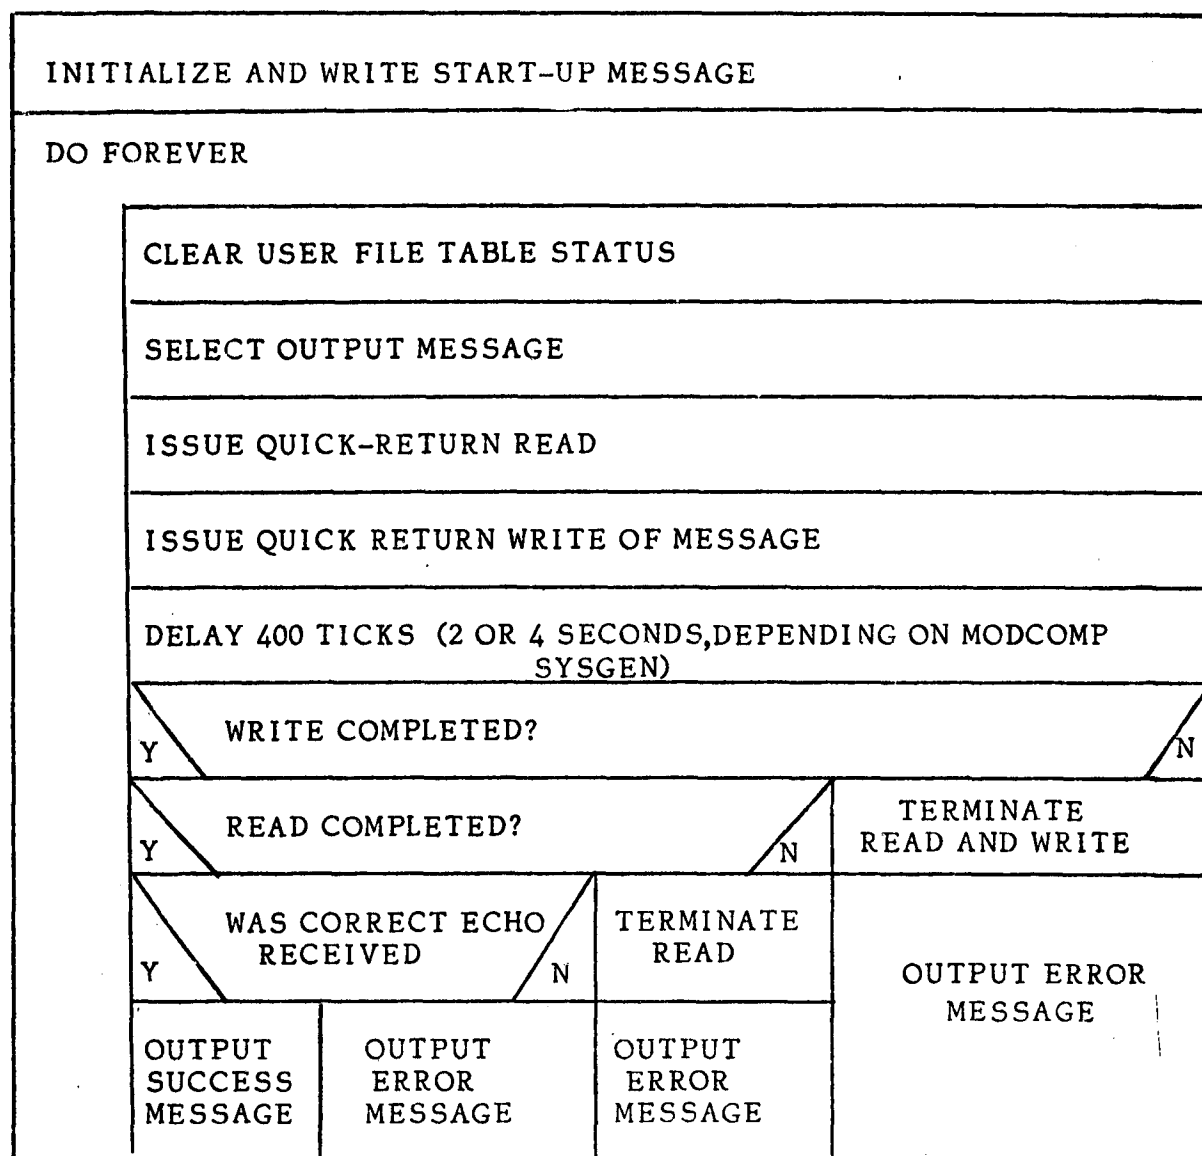 INITIALIZE AND WRITE START-UP MESSAGE
DO FOREVER
CLEAR USER FILE TABLE STATUS
SELECT OUTPUT MESSAGE
ISSUE QUICK-RETURN READ
ISSUE QUICK RETURN WRITE OF MESSAGE
DELAY 400 TICKS (2 OR 4 SECONDS,DEPENDING ON MODCOMP
SYSGEN)
Y
WRITE COMPLETED?
N
Y
READ COMPLETED?
N
TERMINATE
READ AND WRITE
Y
WAS CORRECT ECHO
RECEIVED
N
TERMINATE
READ
OUTPUT ERROR
MESSAGE
OUTPUT
SUCCESS
MESSAGE
OUTPUT
ERROR
MESSAGE
OUTPUT
ERROR
MESSAGE